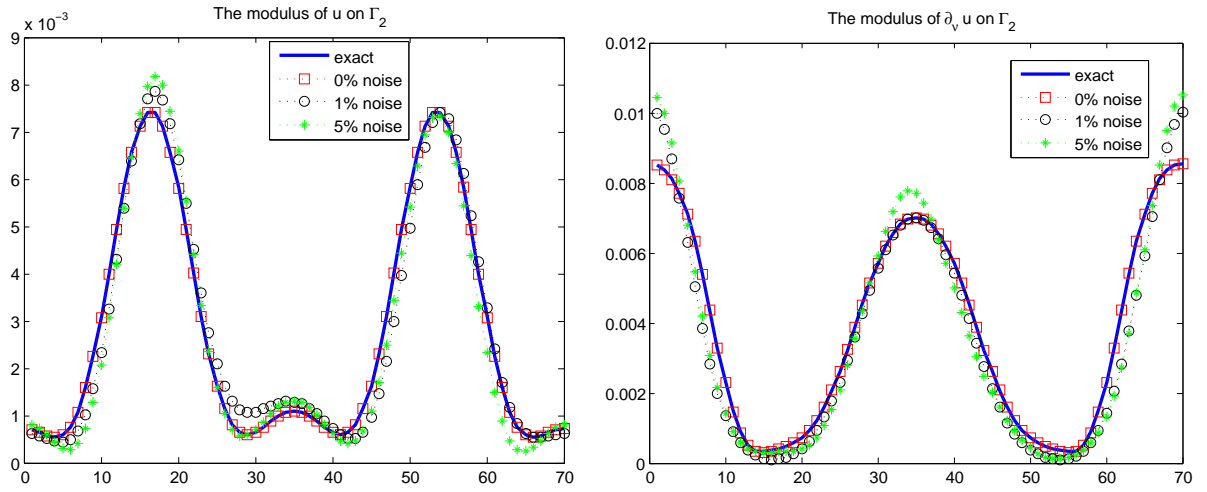 The modulus of u on Γ₂
x 10⁻³
exact
0% noise
1% noise
5% noise
9
8
7
6
5
4
3
2
1
0
0 10 20 30 40 50 60 70
The modulus of ∂ᵥ u on Γ₂
exact
0% noise
1% noise
5% noise
0.012
0.01
0.008
0.006
0.004
0.002
0
0 10 20 30 40 50 60 70